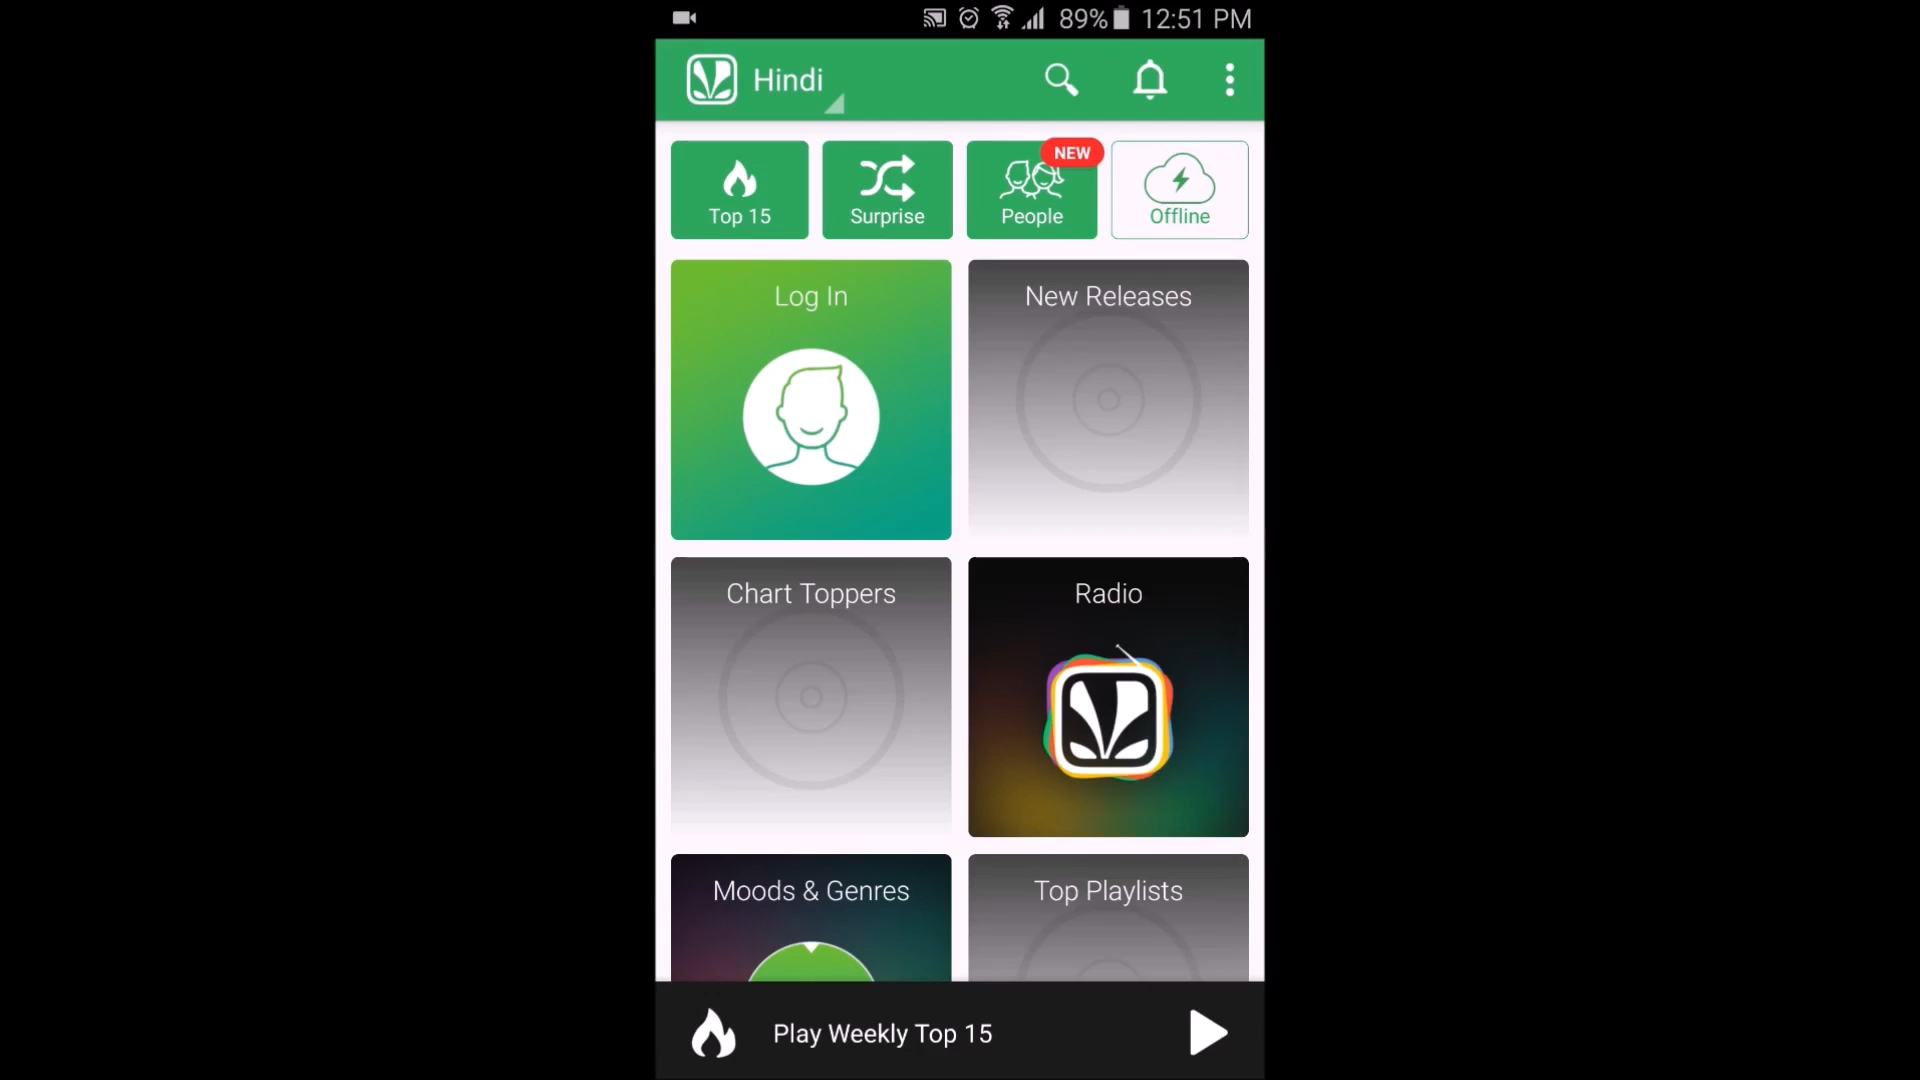 89% 12:51 PM
Hindi
NEW
Top 15 Surprise People Offline
Log In New Releases
Chart Toppers Radio
Moods & Genres Top Playlists
Play Weekly Top 15